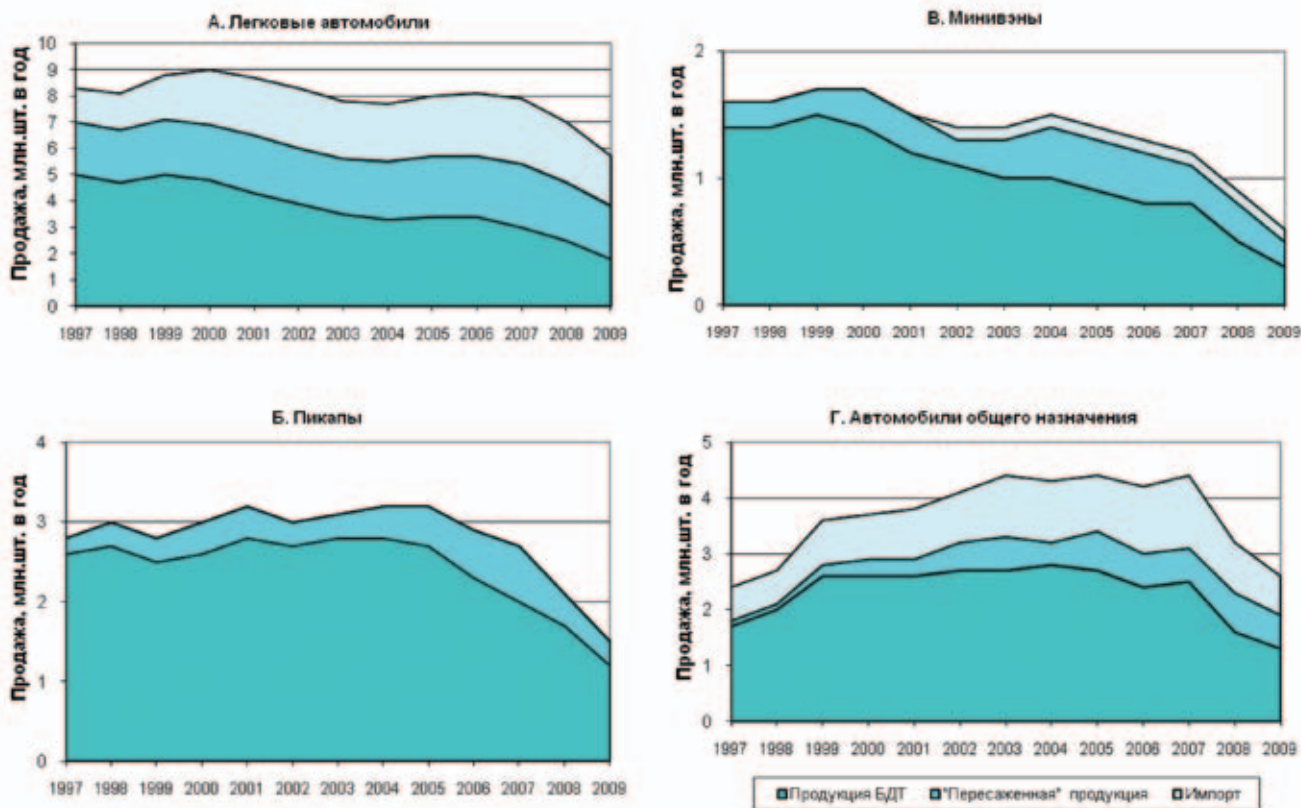 А. Легковые автомобили
Продажа, млн.шт. в год
10
9
8
7
6
5
4
3
2
1
0
1997 1998 1999 2000 2001 2002 2003 2004 2005 2006 2007 2008 2009
В. Минивэны
Продажа, млн.шт. в год
2
1
0
1997 1998 1999 2000 2001 2002 2003 2004 2005 2006 2007 2008 2009
Б. Пикапы
Продажа, млн.шт. в год
4
3
2
1
0
1997 1998 1999 2000 2001 2002 2003 2004 2005 2006 2007 2008 2009
Г. Автомобили общего назначения
Продажа, млн.шт. в год
5
4
3
2
1
0
1997 1998 1999 2000 2001 2002 2003 2004 2005 2006 2007 2008 2009
Продукция БДТ "Пересаженная" продукция Импорт